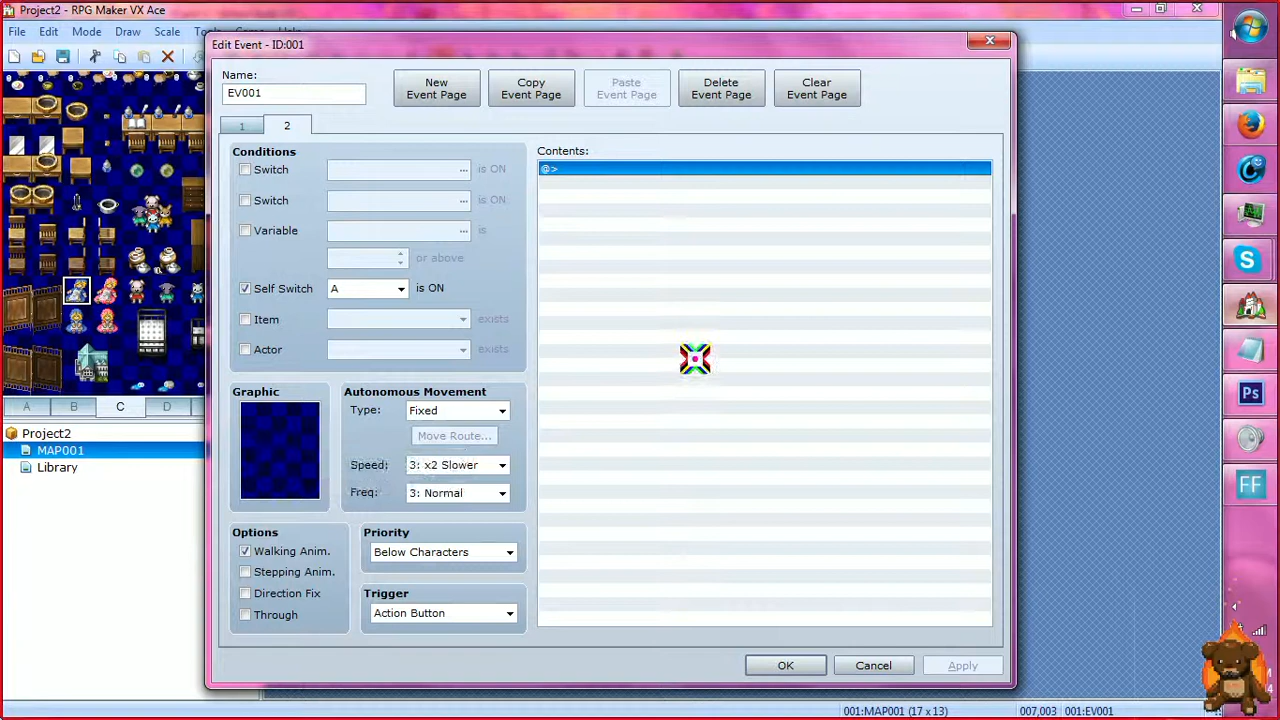 Project2 - RPG Maker VX Ace
File Edit Mode Draw Scale
Edit Event - ID:001
Name:
EV001
New Event Page
Copy Event Page
Paste Event Page
Delete Event Page
Clear Event Page
1 2
Conditions
Switch ... is ON
Switch ... is ON
Variable ... is
or above
Self Switch A is ON
Item exists
Actor exists
Graphic
Autonomous Movement
Type: Fixed
Move Route...
Speed: 3: x2 Slower
Freq: 3: Normal
Options
Walking Anim.
Stepping Anim.
Direction Fix
Through
Priority
Below Characters
Trigger
Action Button
Contents:
@>
OK Cancel Apply
A B C D
Project2
MAP001
Library
001:MAP001 (17 x 13) 007,003 001:EV001
Ps
FF